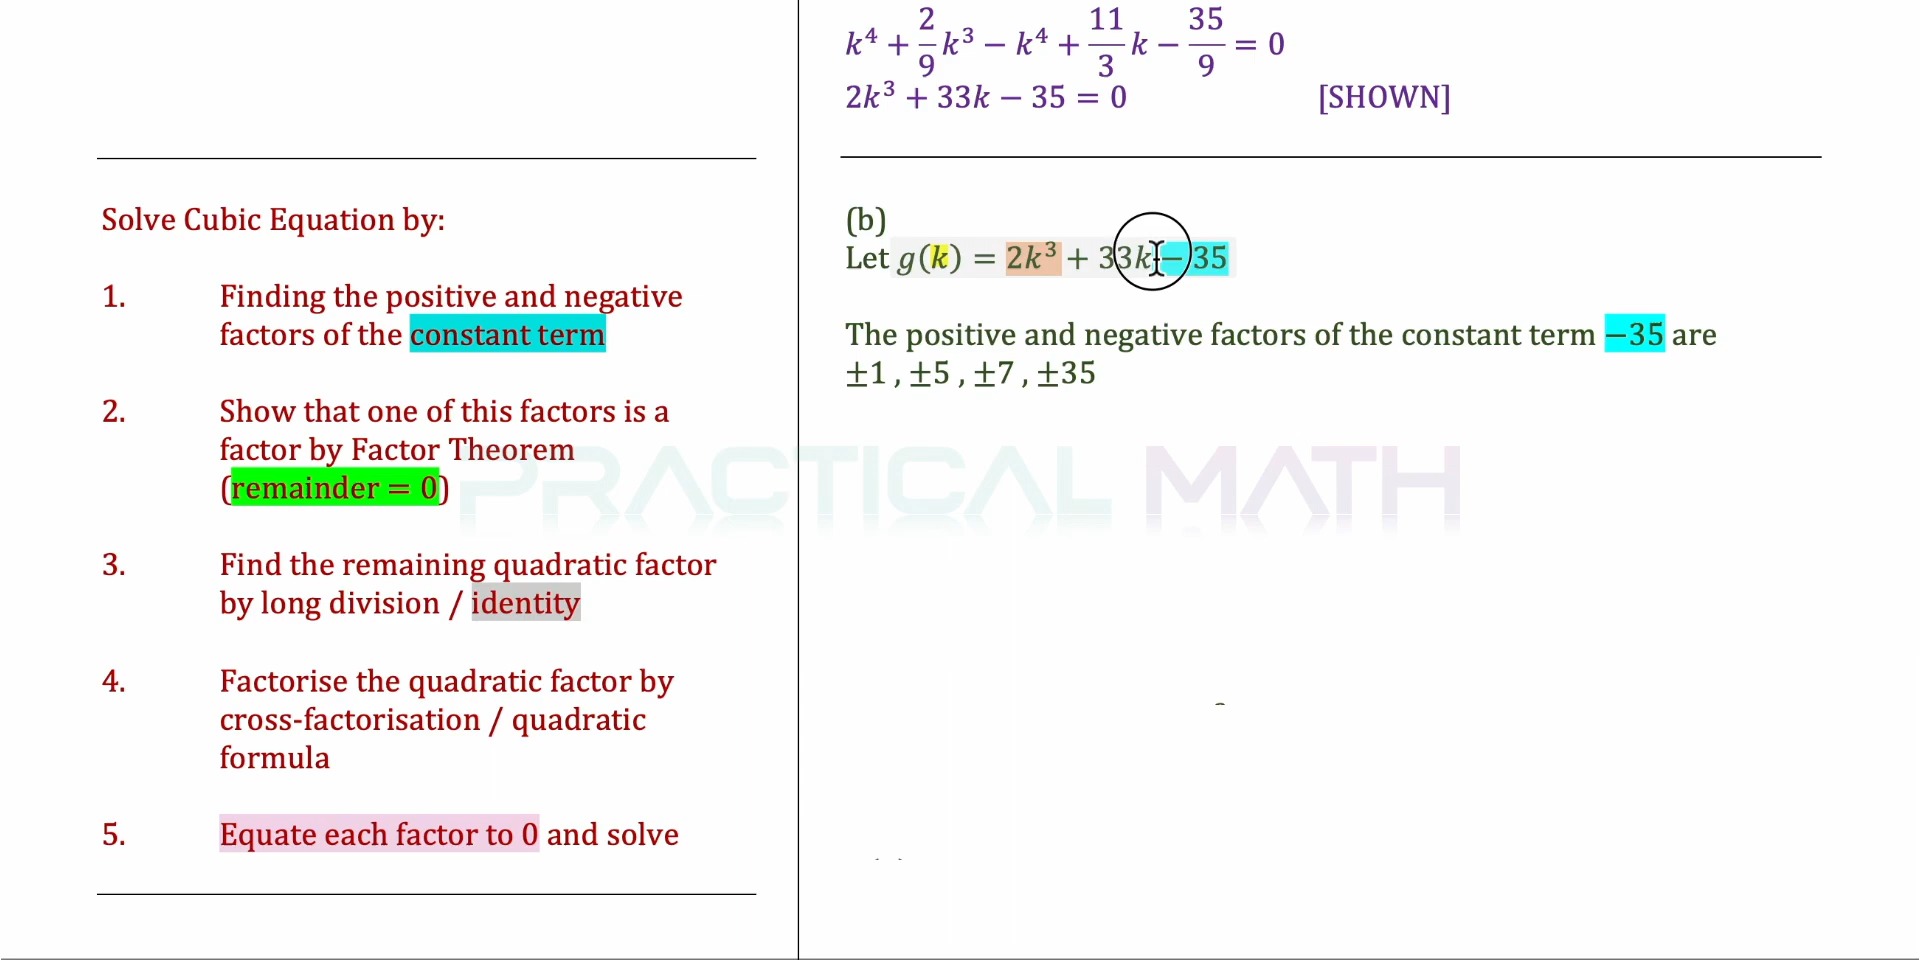 k⁴ + 2/9 k³ − k⁴ + 11/3 k − 35/9 = 0
2k³ + 33k − 35 = 0 [SHOWN]
Solve Cubic Equation by:
1. Finding the positive and negative
factors of the constant term
2. Show that one of this factors is a
factor by Factor Theorem
(remainder = 0)
3. Find the remaining quadratic factor
by long division / identity
4. Factorise the quadratic factor by
cross-factorisation / quadratic
formula
5. Equate each factor to 0 and solve
(b)
Let g(k) = 2k³ + 33k − 35
The positive and negative factors of the constant term −35 are
±1 , ±5 , ±7 , ±35
PRACTICAL MATH